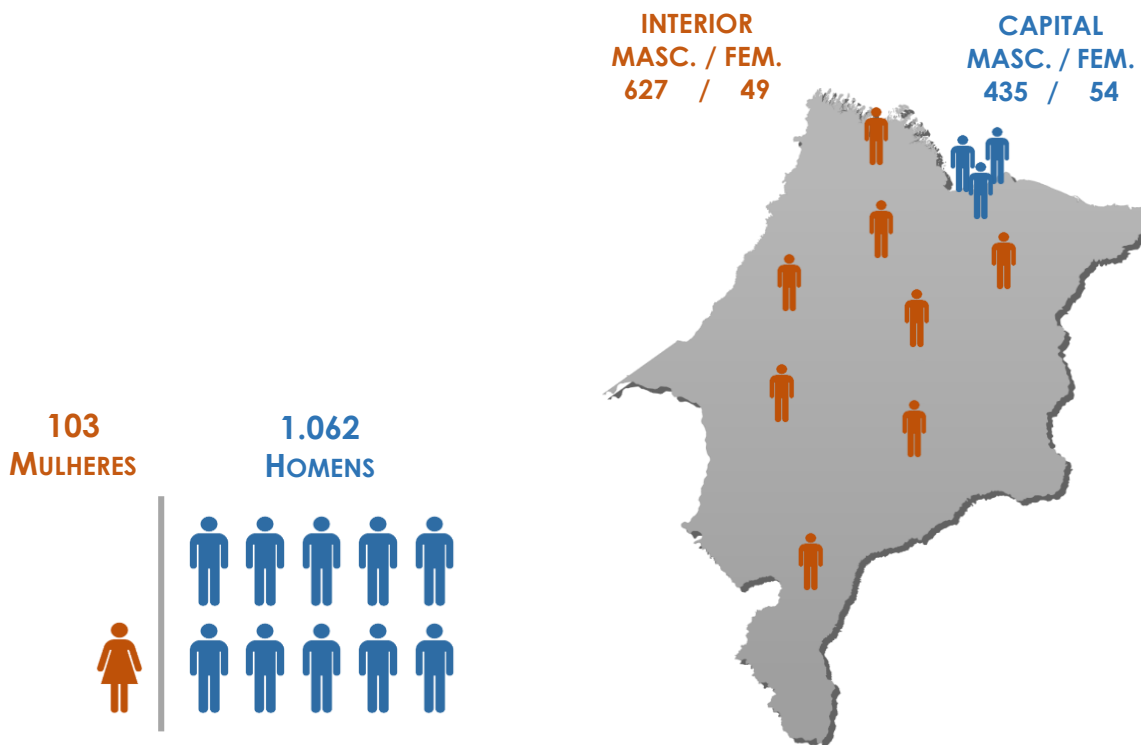 INTERIOR
MASC. / FEM.
627 / 49
CAPITAL
MASC. / FEM.
435 / 54
103
MULHERES
1.062
HOMENS